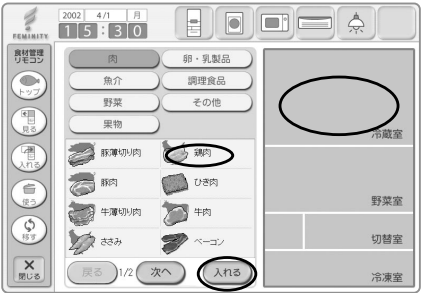 FEMINITY
2002 4/1 月
15:30
食材管理
リモコン
トップ
見る
入れる
使う
移す
閉じる
肉
卵・乳製品
魚介
調理食品
野菜
その他
果物
豚薄切り肉
鶏肉
豚肉
ひき肉
牛薄切り肉
牛肉
ささみ
ベーコン
戻る
1/2
次へ
入れる
冷蔵室
野菜室
切替室
冷凍室